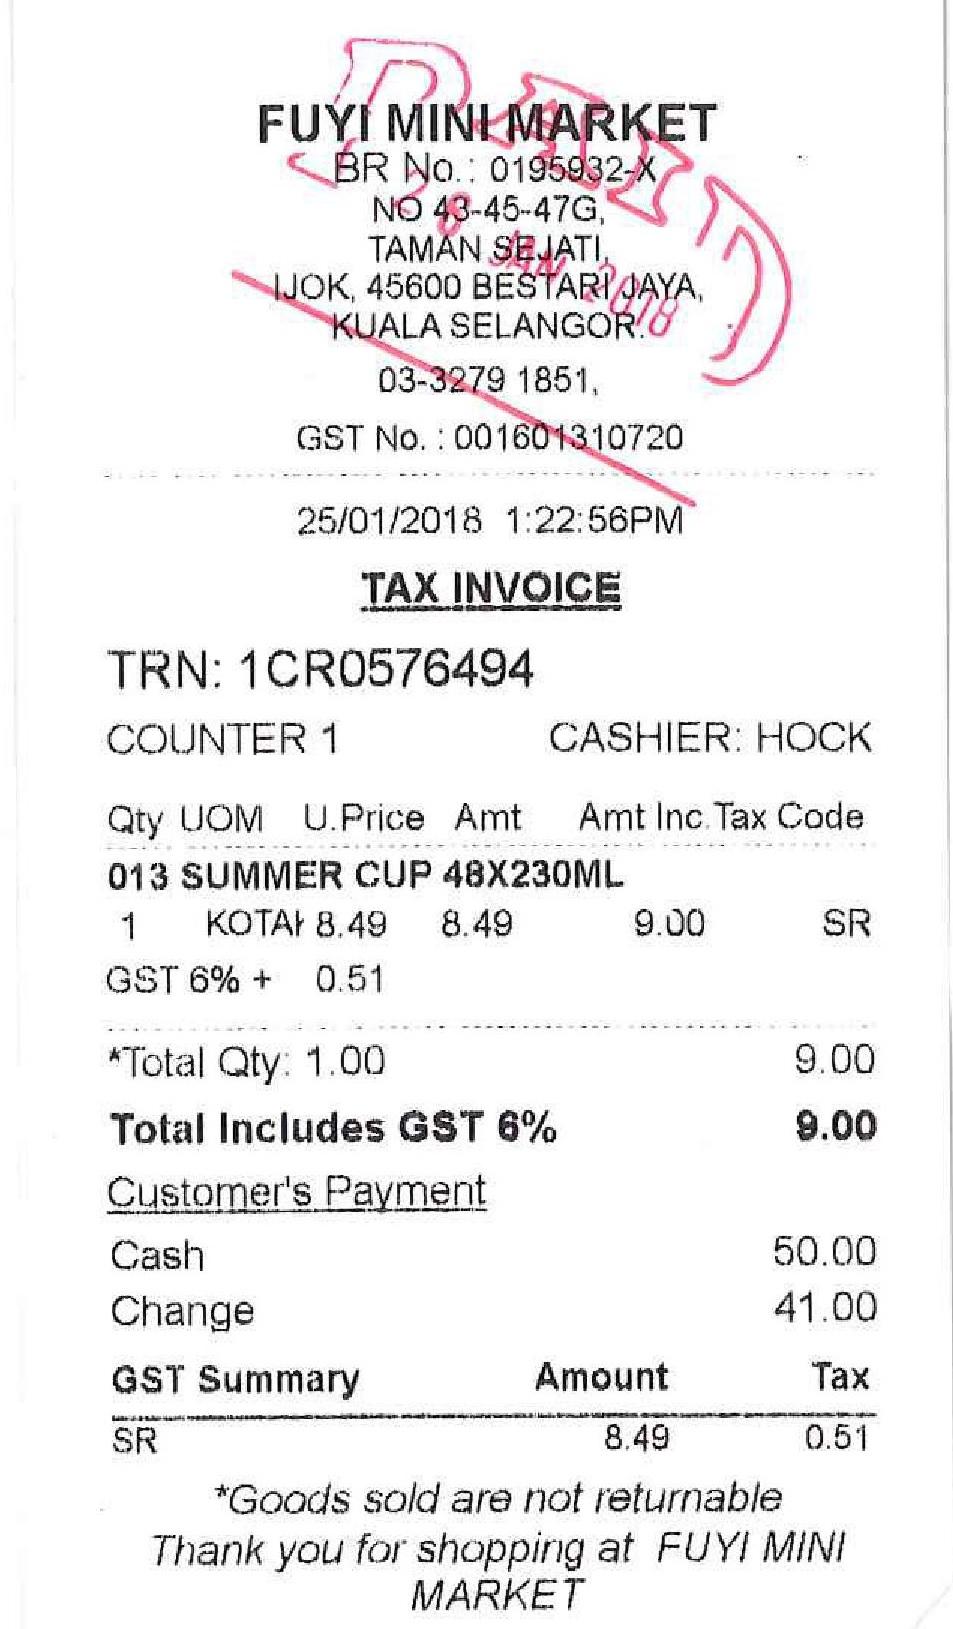 FUYI MINI MARKET
BR No.: 0195932-X
NO 43-45-47G,
TAMAN SEJATI,
IJOK, 45600 BESTARI JAYA,
KUALA SELANGOR.
03-3279 1851,
GST No. : 001601310720
PAID
26 JAN 2018
25/01/2018 1:22:56PM
TAX INVOICE
TRN: 1CR0576494
COUNTER 1 CASHIER: HOCK
Qty UOM U.Price Amt Amt Inc.Tax Code
013 SUMMER CUP 48X230ML
1 KOTAK 8.49 8.49 9.00 SR
GST 6% + 0.51
*Total Qty: 1.00 9.00
Total Includes GST 6% 9.00
Customer's Payment
Cash 50.00
Change 41.00
GST Summary Amount Tax
SR 8.49 0.51
*Goods sold are not returnable
Thank you for shopping at FUYI MINI
MARKET